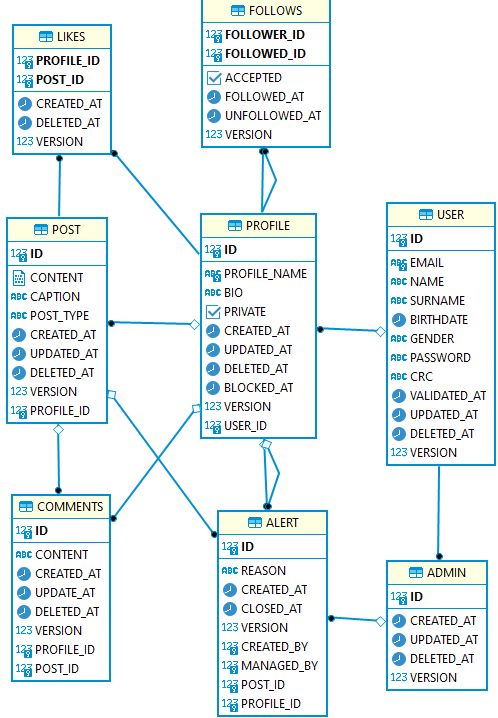 FOLLOWS
123 FOLLOWER_ID
123 FOLLOWED_ID
ACCEPTED
FOLLOWED_AT
UNFOLLOWED_AT
123 VERSION
LIKES
123 PROFILE_ID
123 POST_ID
CREATED_AT
DELETED_AT
123 VERSION
POST
123 ID
CONTENT
ABC CAPTION
ABC POST_TYPE
CREATED_AT
UPDATED_AT
DELETED_AT
123 VERSION
123 PROFILE_ID
PROFILE
123 ID
ABC PROFILE_NAME
ABC BIO
PRIVATE
CREATED_AT
UPDATED_AT
DELETED_AT
BLOCKED_AT
123 VERSION
123 USER_ID
USER
123 ID
ABC EMAIL
ABC NAME
ABC SURNAME
BIRTHDATE
ABC GENDER
ABC PASSWORD
ABC CRC
VALIDATED_AT
UPDATED_AT
DELETED_AT
123 VERSION
COMMENTS
123 ID
ABC CONTENT
CREATED_AT
UPDATE_AT
DELETED_AT
123 VERSION
123 PROFILE_ID
123 POST_ID
ALERT
123 ID
ABC REASON
CREATED_AT
CLOSED_AT
123 VERSION
123 CREATED_BY
123 MANAGED_BY
123 POST_ID
123 PROFILE_ID
ADMIN
123 ID
CREATED_AT
UPDATED_AT
DELETED_AT
123 VERSION